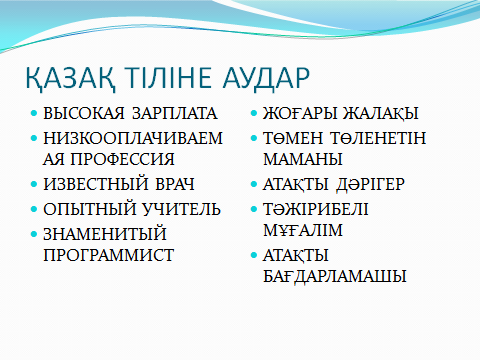 ҚАЗАҚ ТІЛІНЕ АУДАР
ВЫСОКАЯ ЗАРПЛАТА
НИЗКООПЛАЧИВАЕМ
АЯ ПРОФЕССИЯ
ИЗВЕСТНЫЙ ВРАЧ
ОПЫТНЫЙ УЧИТЕЛЬ
ЗНАМЕНИТЫЙ
ПРОГРАММИСТ
ЖОҒАРЫ ЖАЛАҚЫ
ТӨМЕН ТӨЛЕНЕТІН
МАМАНЫ
АТАҚТЫ ДӘРІГЕР
ТӘЖІРИБЕЛІ
МҰҒАЛІМ
АТАҚТЫ
БАҒДАРЛАМАШЫ